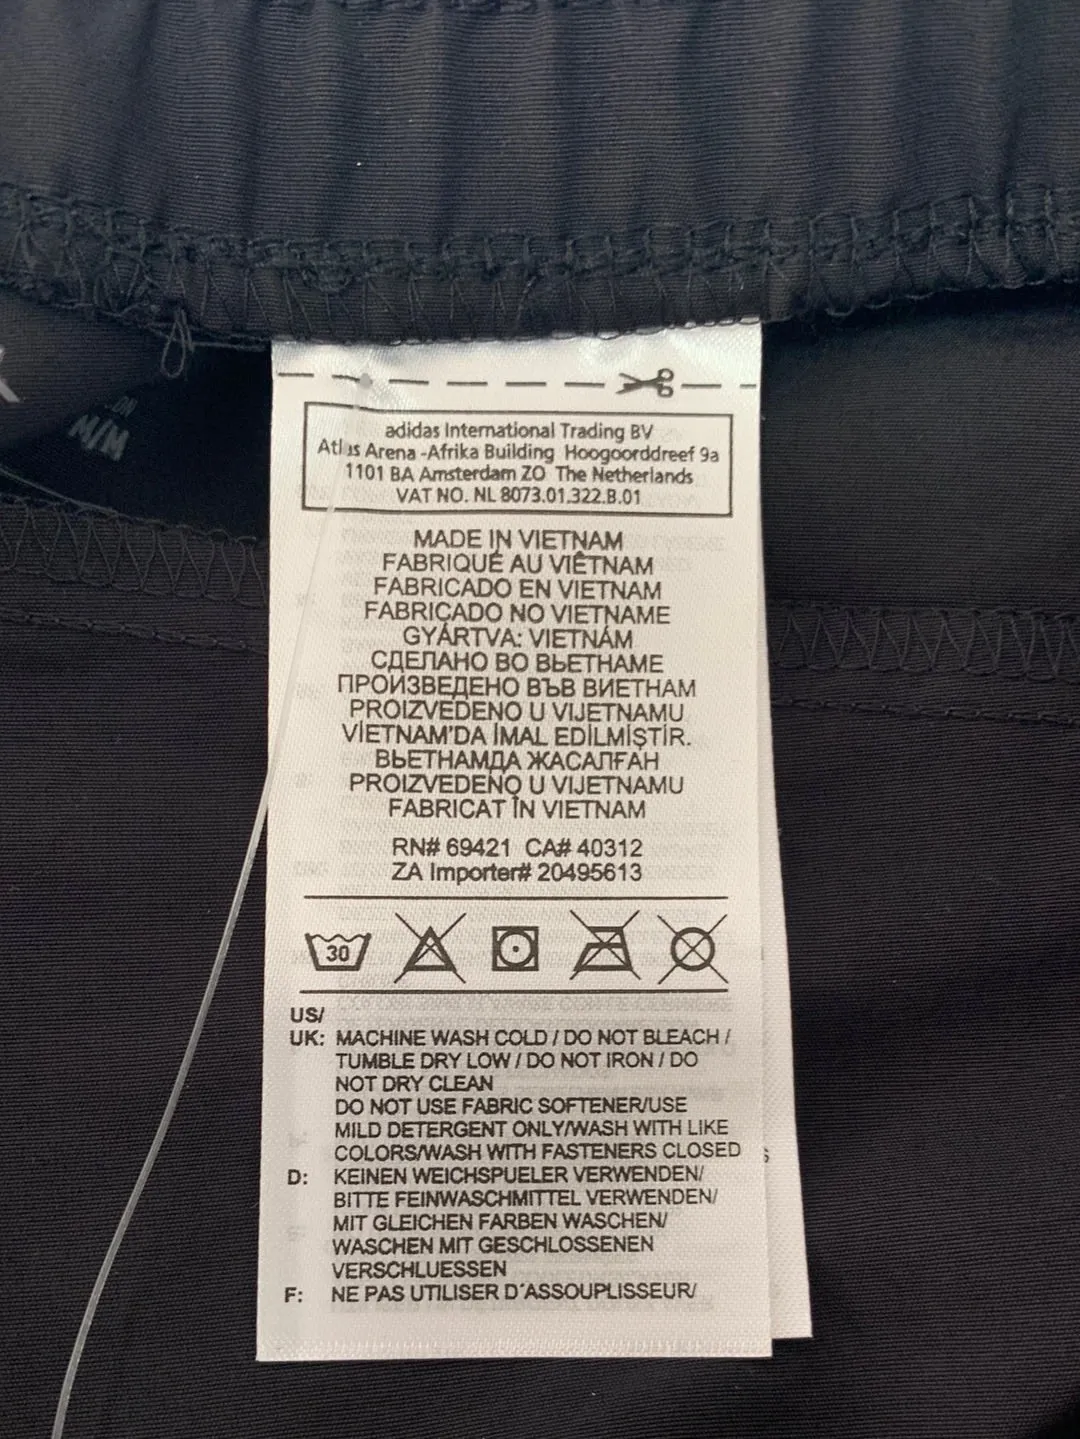 M/M
adidas International Trading BV
Atlas Arena -Afrika Building Hoogoorddreef 9a
1101 BA Amsterdam ZO The Netherlands
VAT NO. NL 8073.01.322.B.01
MADE IN VIETNAM
FABRIQUÉ AU VIÊTNAM
FABRICADO EN VIETNAM
FABRICADO NO VIETNAME
GYÁRTVA: VIETNÁM
СДЕЛАНО ВО ВЬЕТНАМЕ
ПРОИЗВЕДЕНО ВЪВ ВИЕТНАМ
PROIZVEDENO U VIJETNAMU
VİETNAM'DA İMAL EDİLMİŞTİR.
ВЬЕТНАМДА ЖАСАЛҒАН
PROIZVEDENO U VIJETNAMU
FABRICAT ÎN VIETNAM
RN# 69421 CA# 40312
ZA Importer# 20495613
30
US/
UK: MACHINE WASH COLD / DO NOT BLEACH /
TUMBLE DRY LOW / DO NOT IRON / DO
NOT DRY CLEAN
DO NOT USE FABRIC SOFTENER/USE
MILD DETERGENT ONLY/WASH WITH LIKE
COLORS/WASH WITH FASTENERS CLOSED
D: KEINEN WEICHSPUELER VERWENDEN/
BITTE FEINWASCHMITTEL VERWENDEN/
MIT GLEICHEN FARBEN WASCHEN/
WASCHEN MIT GESCHLOSSENEN
VERSCHLUESSEN
F: NE PAS UTILISER D´ASSOUPLISSEUR/